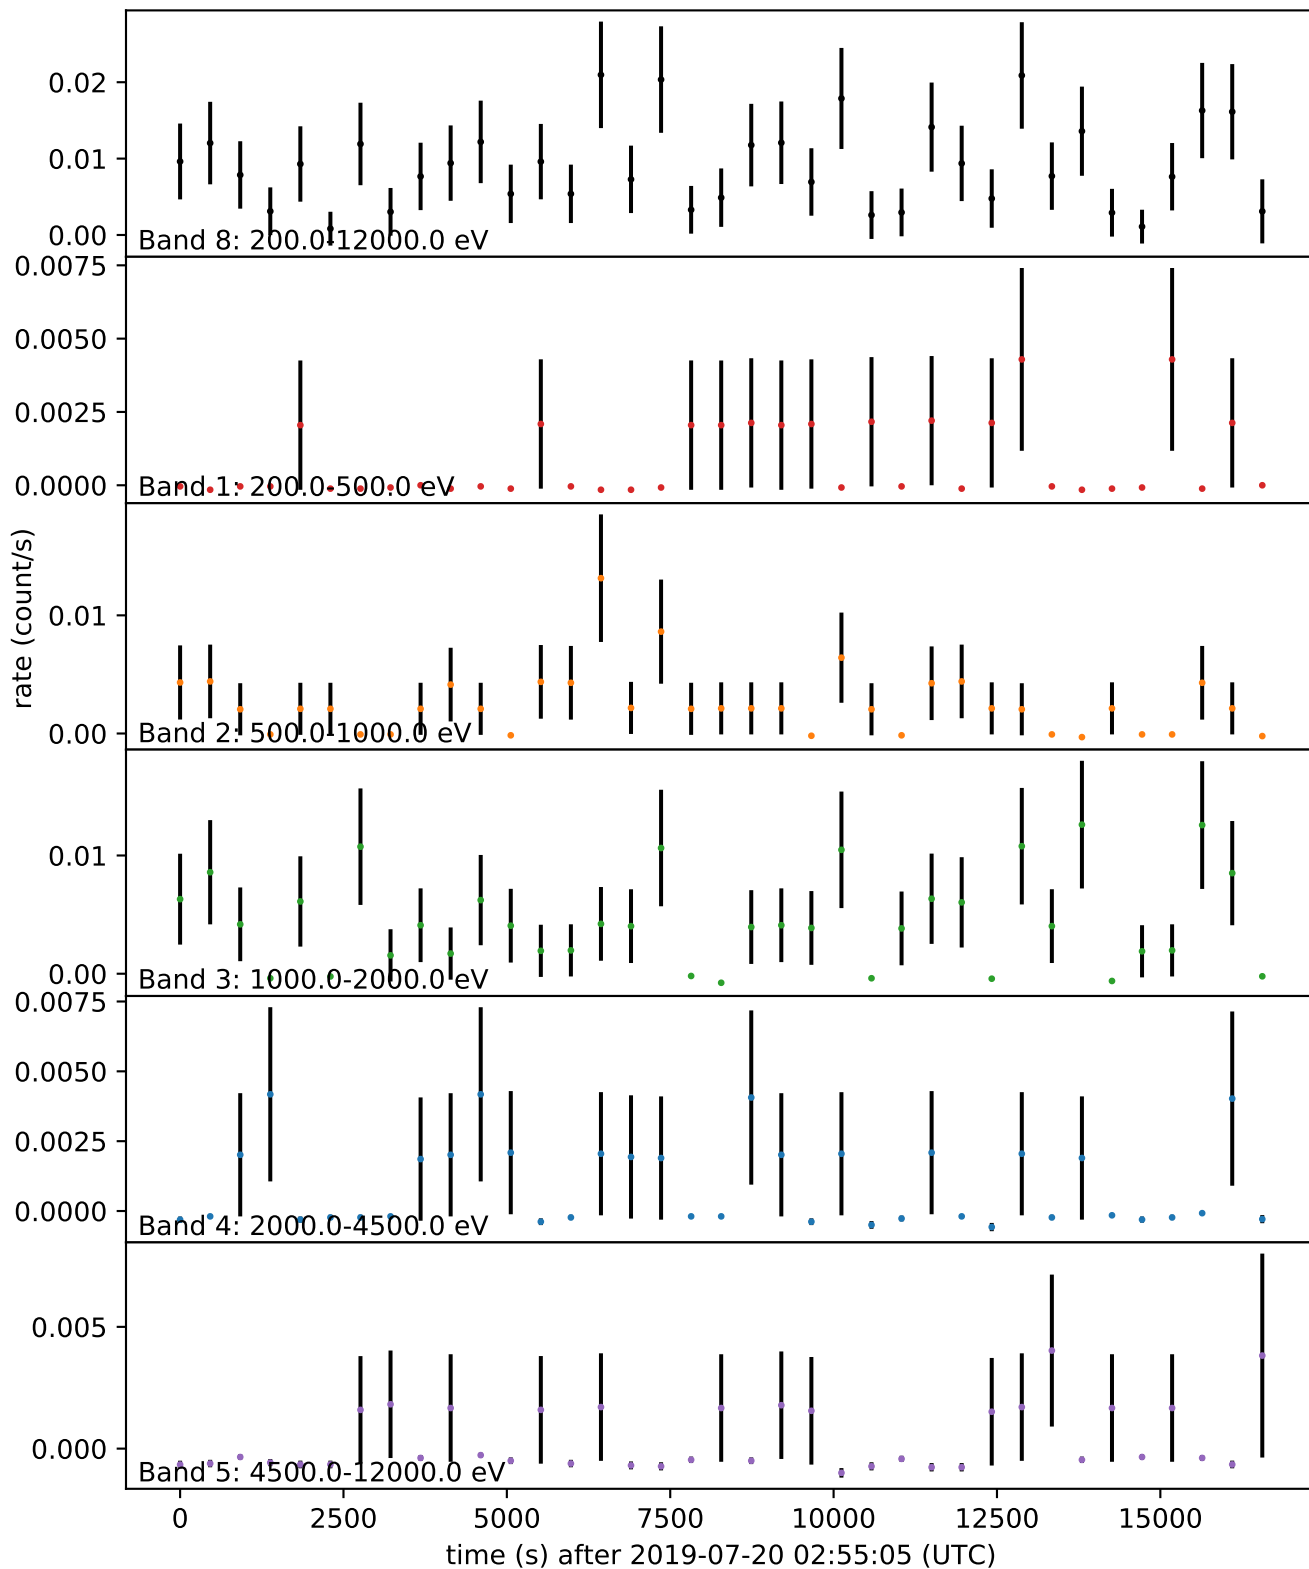 0.02
0.01
0.00
Band 8: 200.0-12000.0 eV
0.0075
0.0050
0.0025
0.0000
Band 1: 200.0-500.0 eV
rate (count/s)
0.01
0.00
Band 2: 500.0-1000.0 eV
0.01
0.00
Band 3: 1000.0-2000.0 eV
0.0075
0.0050
0.0025
0.0000
Band 4: 2000.0-4500.0 eV
0.005
0.000
Band 5: 4500.0-12000.0 eV
0 2500 5000 7500 10000 12500 15000
time (s) after 2019-07-20 02:55:05 (UTC)